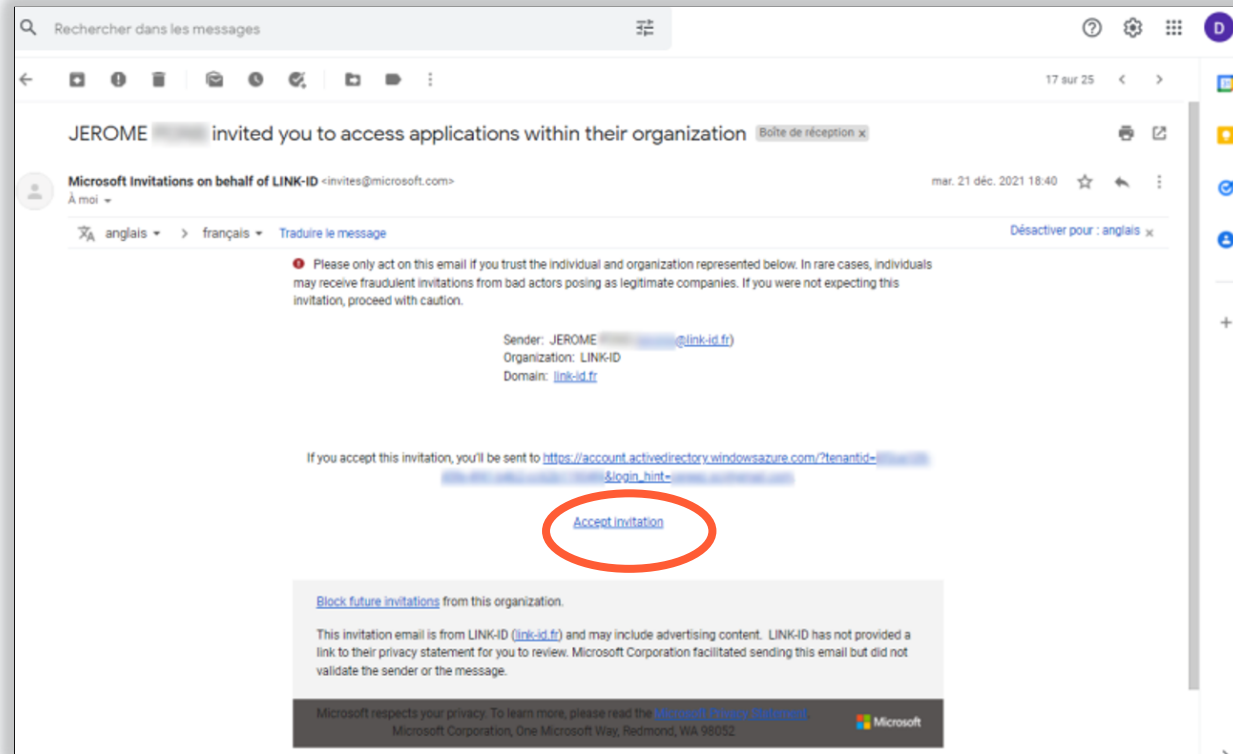 Rechercher dans les messages
D
17 sur 25
JEROME invited you to access applications within their organization Boîte de réception x
Microsoft Invitations on behalf of LINK-ID <invites@microsoft.com>
mar. 21 déc. 2021 18:40
À moi
anglais > français Traduire le message
Désactiver pour : anglais x
Please only act on this email if you trust the individual and organization represented below. In rare cases, individuals
may receive fraudulent invitations from bad actors posing as legitimate companies. If you were not expecting this
invitation, proceed with caution.
Sender: JEROME @link-id.fr)
Organization: LINK-ID
Domain: link-id.fr
If you accept this invitation, you'll be sent to https://account.activedirectory.windowsazure.com/?tenantid=
&login_hint=
Accept invitation
Block future invitations from this organization.
This invitation email is from LINK-ID (link-id.fr) and may include advertising content. LINK-ID has not provided a
link to their privacy statement for you to review. Microsoft Corporation facilitated sending this email but did not
validate the sender or the message.
Microsoft respects your privacy. To learn more, please read the Microsoft Privacy Statement.
Microsoft Corporation, One Microsoft Way, Redmond, WA 98052
Microsoft